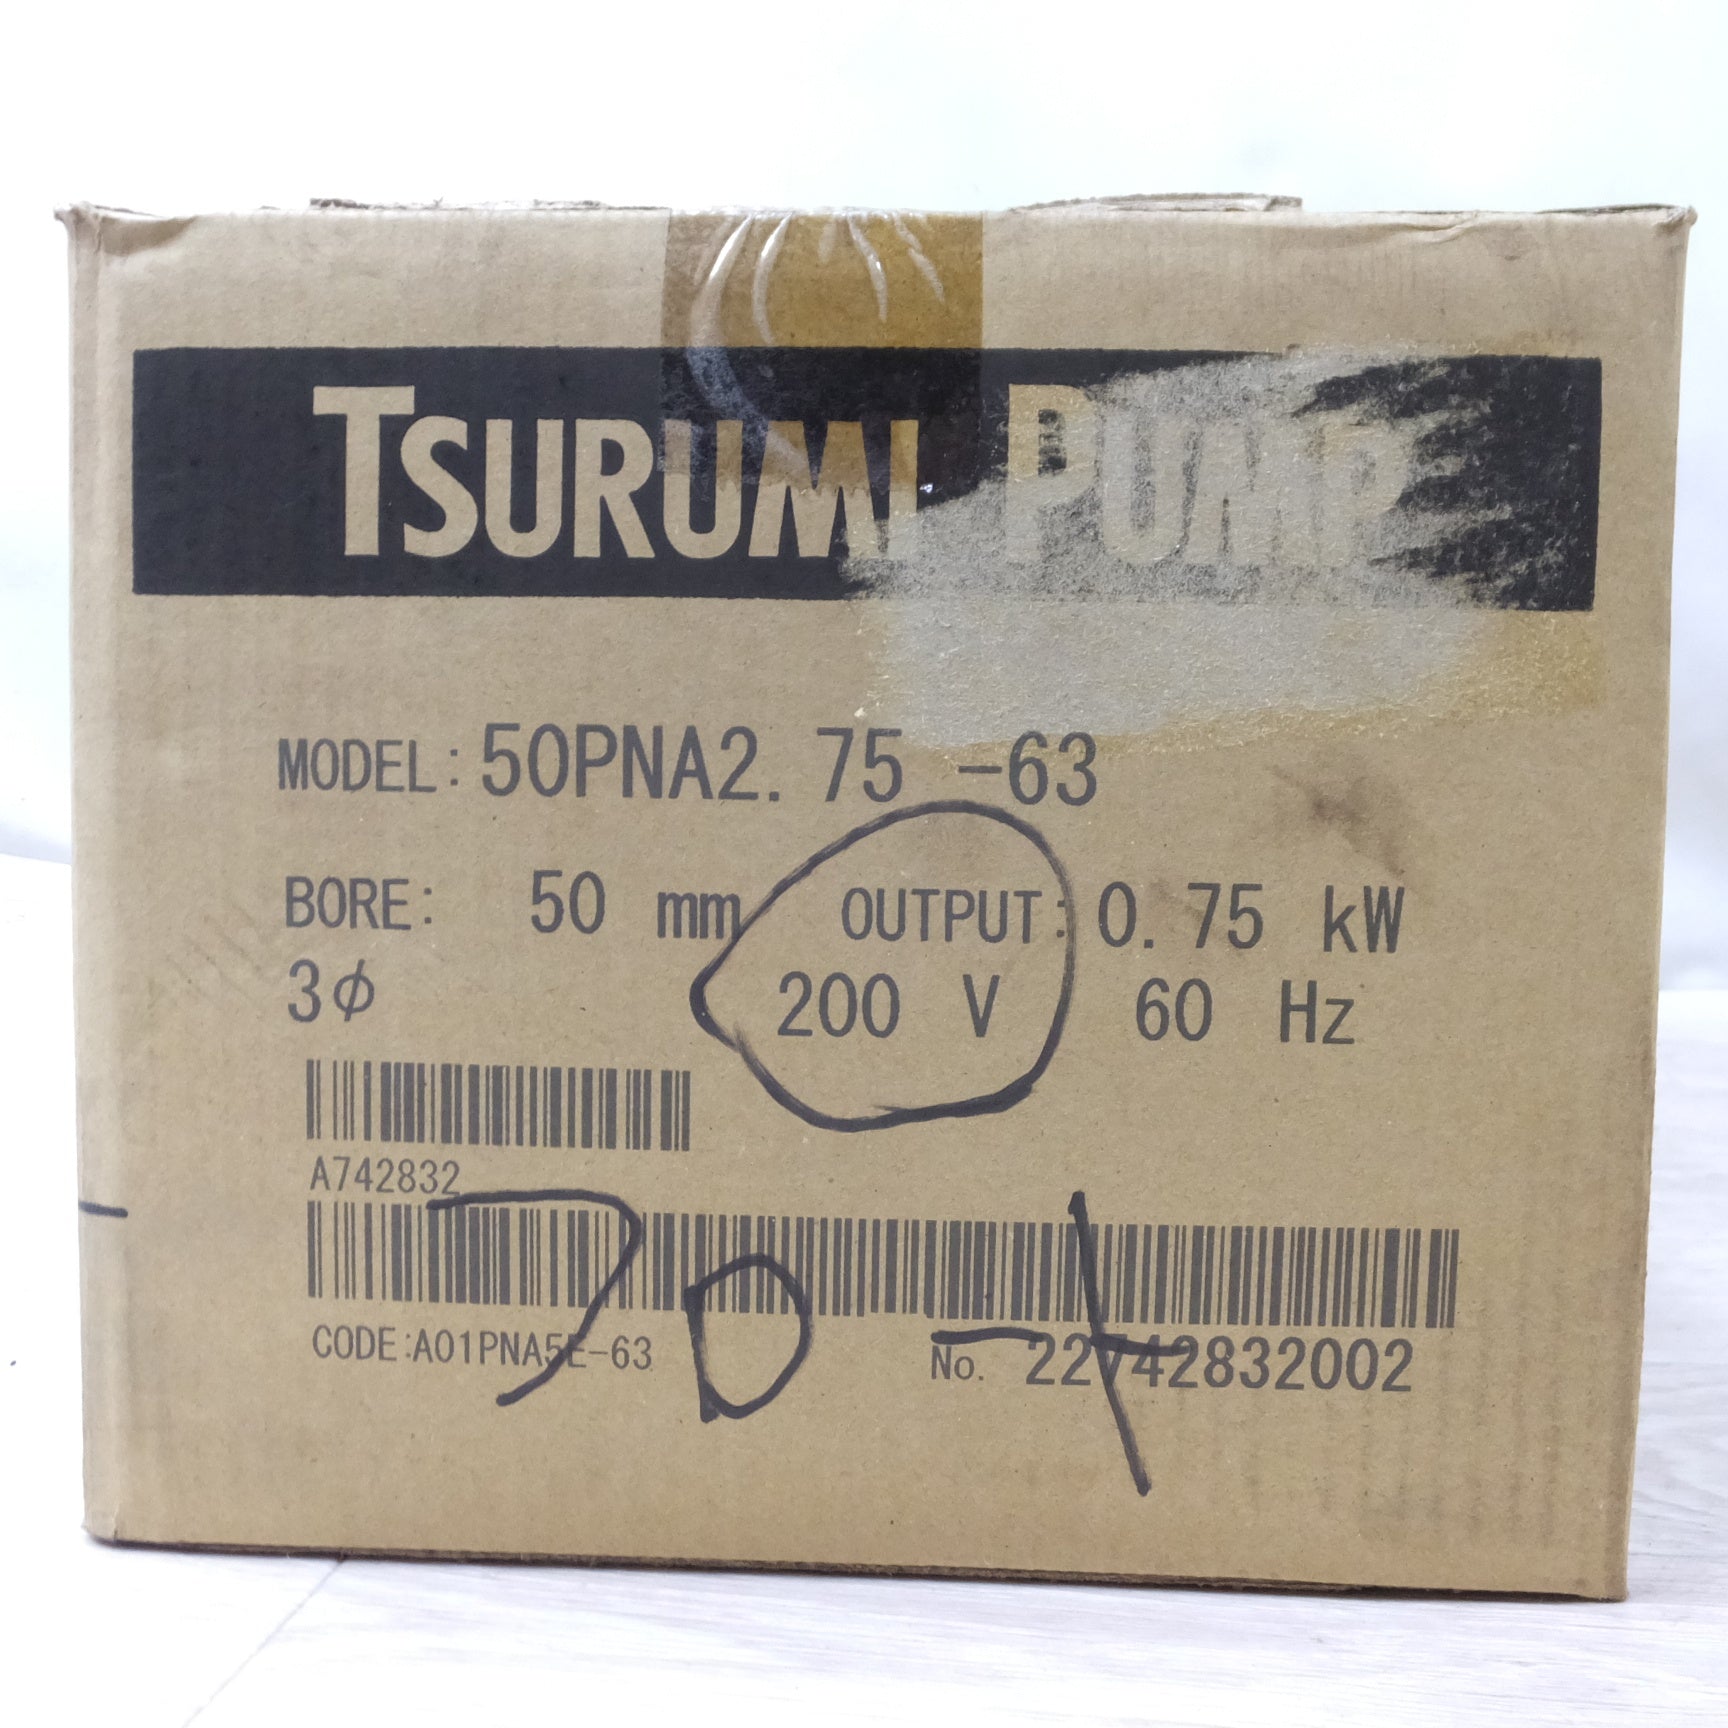 TSURUMI PUMP
MODEL: 50PNA2.75 -63
BORE: 50 mm OUTPUT: 0.75 kW
3φ 200 V 60 Hz
A742832
CODE:A01PNA5E-63 No. 22742832002